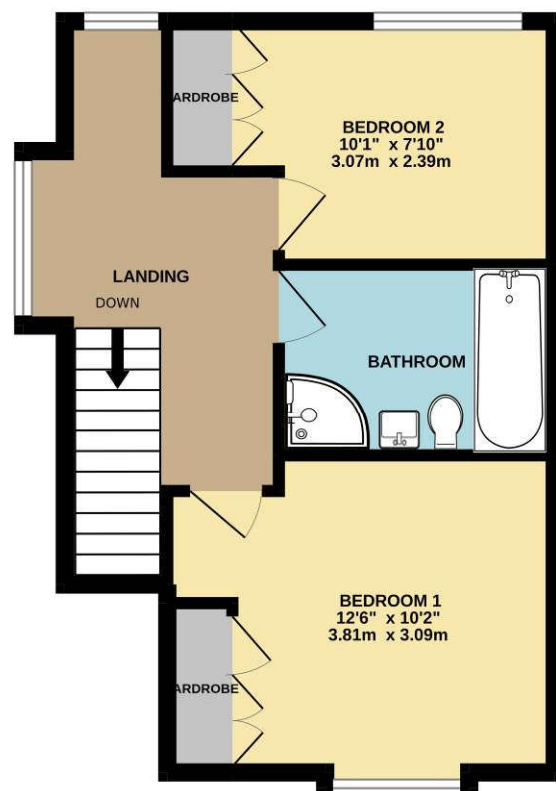 ARDROBE
BEDROOM 2
10'1" x 7'10"
3.07m x 2.39m
LANDING
DOWN
BATHROOM
BEDROOM 1
12'6" x 10'2"
3.81m x 3.09m
ARDROBE